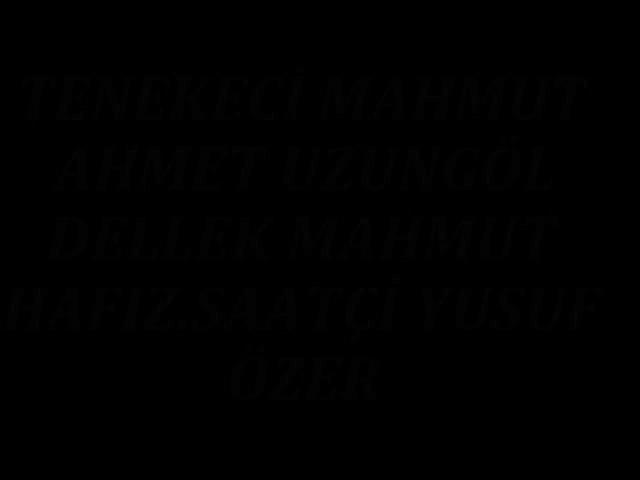 TENEKECİ MAHMUT
AHMET UZUNGÖL
DELLEK MAHMUT
HAFIZ.SAATÇİ YUSUF
ÖZER